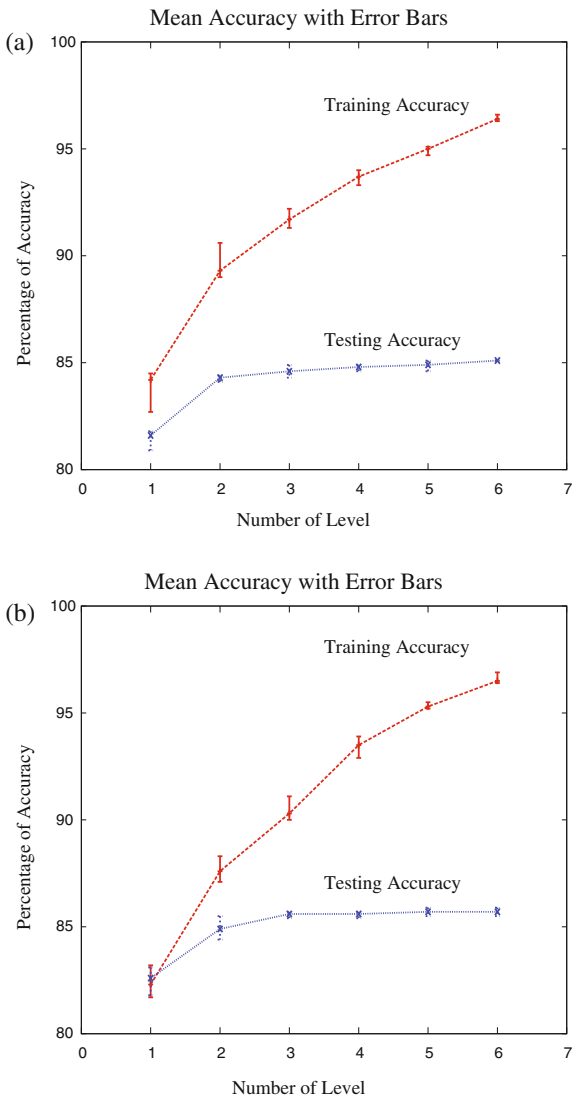 Mean Accuracy with Error Bars
(a)
100
95
90
85
80
Percentage of Accuracy
Training Accuracy
Testing Accuracy
0 1 2 3 4 5 6 7
Number of Level
Mean Accuracy with Error Bars
(b)
100
95
90
85
80
Percentage of Accuracy
Training Accuracy
Testing Accuracy
0 1 2 3 4 5 6 7
Number of Level